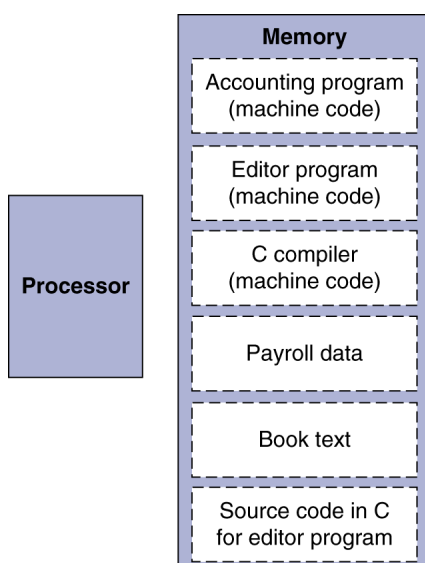 Memory
Accounting program
(machine code)
Editor program
(machine code)
C compiler
(machine code)
Processor
Payroll data
Book text
Source code in C
for editor program